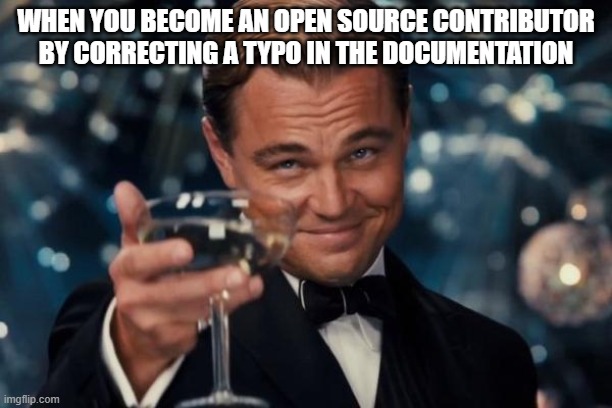 WHEN YOU BECOME AN OPEN SOURCE CONTRIBUTOR
BY CORRECTING A TYPO IN THE DOCUMENTATION
imgflip.com